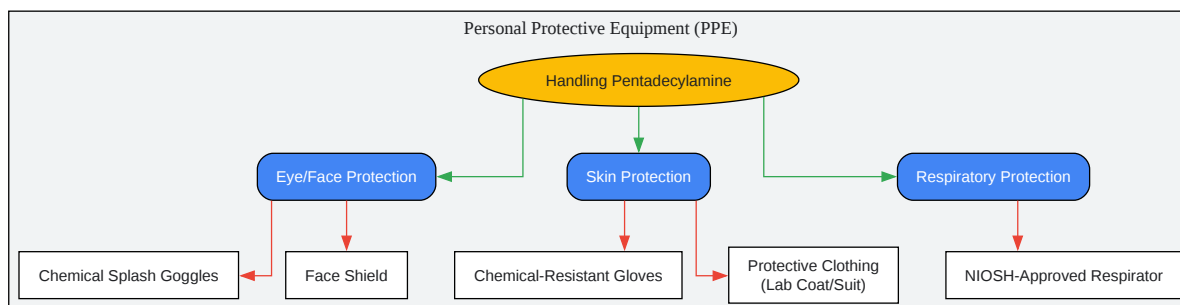 Personal Protective Equipment (PPE)
Handling Pentadecylamine
Eye/Face Protection
Skin Protection
Respiratory Protection
Chemical Splash Goggles
Face Shield
Chemical-Resistant Gloves
Protective Clothing
(Lab Coat/Suit)
NIOSH-Approved Respirator